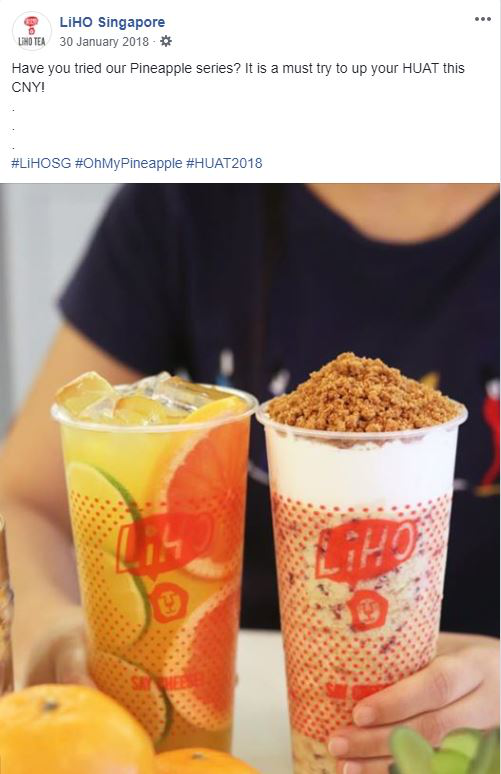 LiHO Singapore
LiHO TEA
30 January 2018 ·
Have you tried our Pineapple series? It is a must try to up your HUAT this
CNY!
.
.
.
#LiHOSG #OhMyPineapple #HUAT2018
LiHO
LiHO
SAY CHEESE!
SAY CHEESE